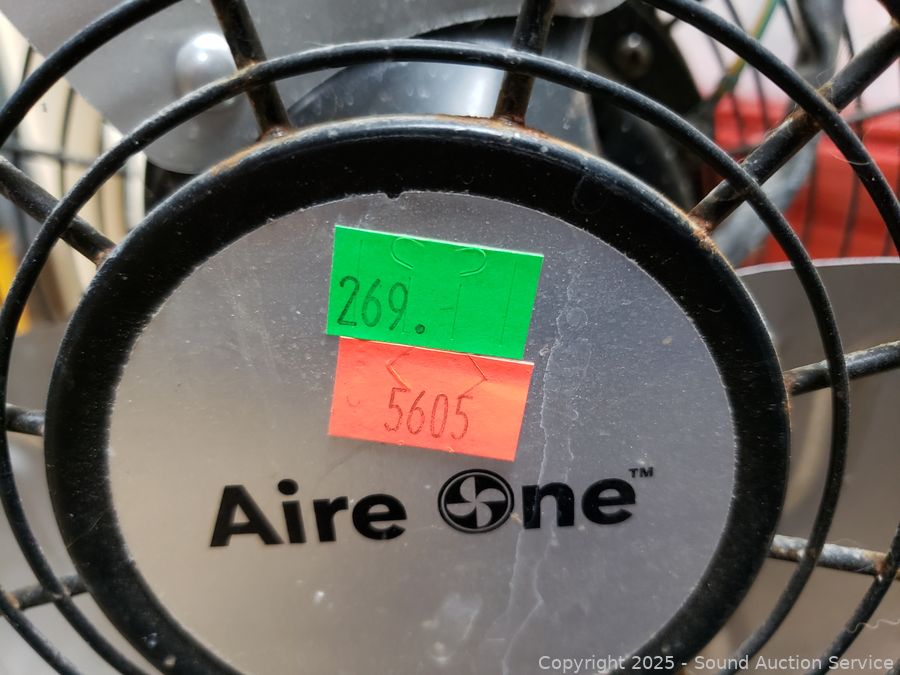 269.
5605
Aire One™
Copyright © 2025 - Sound Auction Service